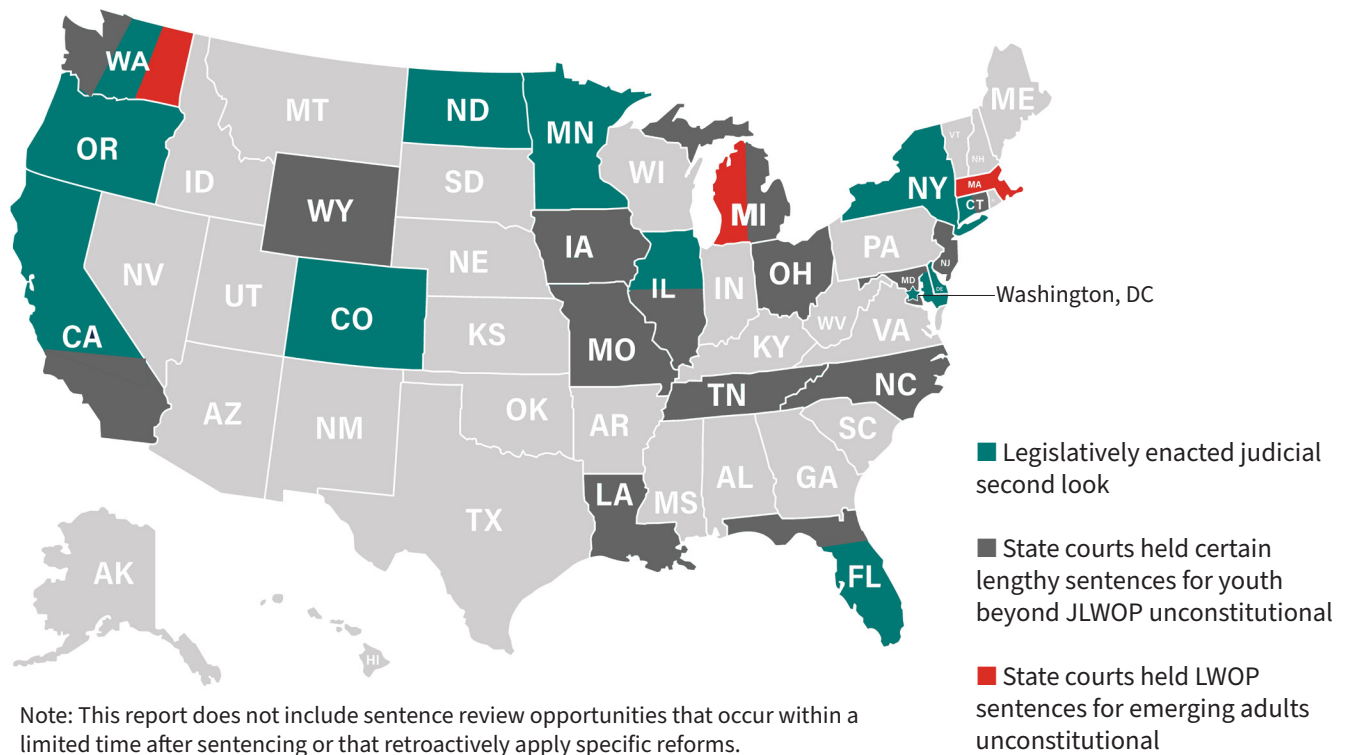 WA
MT
ND
MN
ME
OR
ID
SD
WI
VT
NH
NY
MA
CT
WY
MI
IA
NE
PA
NJ
NV
UT
CO
IL
IN
OH
MD
DE
Washington, DC
CA
KS
MO
WV
VA
KY
AZ
NM
OK
AR
TN
NC
SC
TX
LA
MS
AL
GA
AK
FL
HI
Legislatively enacted judicial
second look
State courts held certain
lengthy sentences for youth
beyond JLWOP unconstitutional
State courts held LWOP
sentences for emerging adults
unconstitutional
Note: This report does not include sentence review opportunities that occur within a
limited time after sentencing or that retroactively apply specific reforms.